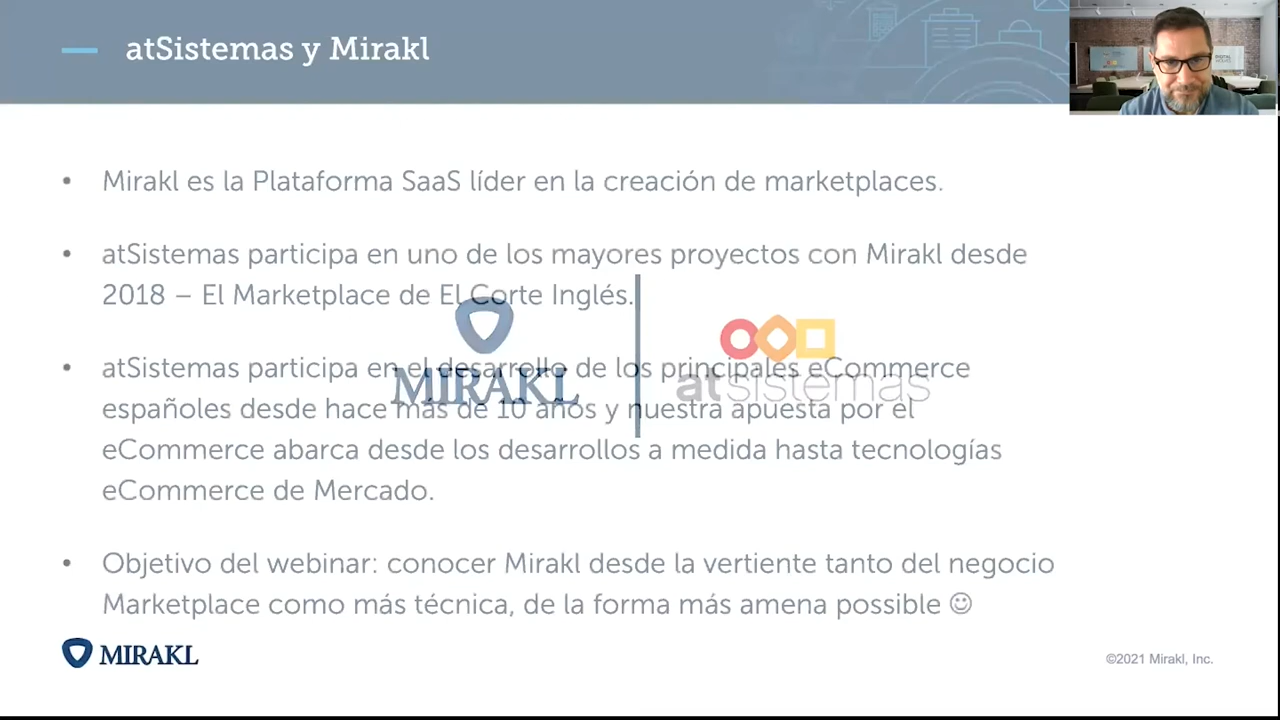 atSistemas y Mirakl
• Mirakl es la Plataforma SaaS líder en la creación de marketplaces.
• atSistemas participa en uno de los mayores proyectos con Mirakl desde
2018 – El Marketplace de El Corte Inglés.
• atSistemas participa en el desarrollo de los principales eCommerce
españoles desde hace más de 10 años y nuestra apuesta por el
eCommerce abarca desde los desarrollos a medida hasta tecnologías
eCommerce de Mercado.
MIRAKL
atsistemas
• Objetivo del webinar: conocer Mirakl desde la vertiente tanto del negocio
Marketplace como más técnica, de la forma más amena posible ☺
MIRAKL
©2021 Mirakl, Inc.